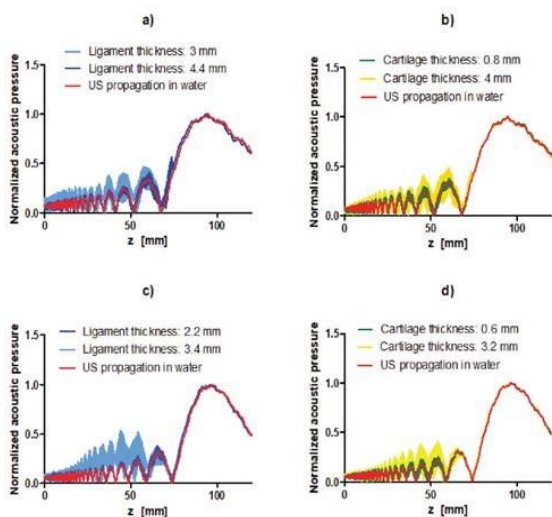 a)
Ligament thickness: 3 mm
Ligament thickness: 4.4 mm
US propagation in water
Normalized acoustic pressure
1.5
1.0
0.5
0.0
0
50
100
z [mm]
b)
Cartilage thickness: 0.8 mm
Cartilage thickness: 4 mm
US propagation in water
Normalized acoustic pressure
1.5
1.0
0.5
0.0
0
50
100
z [mm]
c)
Ligament thickness: 2.2 mm
Ligament thickness: 3.4 mm
US propagation in water
Normalized acoustic pressure
1.5
1.0
0.5
0.0
0
50
100
z [mm]
d)
Cartilage thickness: 0.6 mm
Cartilage thickness: 3.2 mm
US propagation in water
Normalized acoustic pressure
1.5
1.0
0.5
0.0
0
50
100
z [mm]